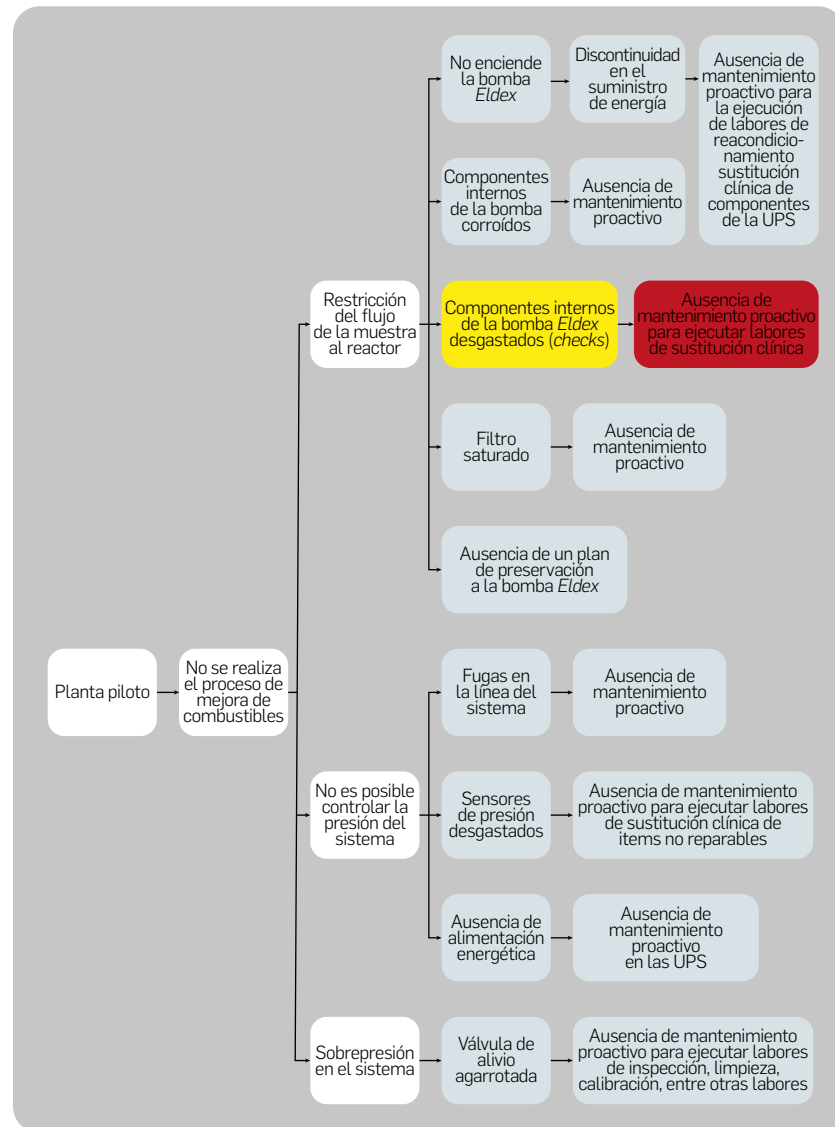 No enciende
la bomba
Eldex
Discontinuidad
en el
suministro
de energía
Ausencia de
mantenimiento
proactivo para
la ejecución
de labores de
reacondicio-
namiento
sustitución
clínica de
componentes
de la UPS
Componentes
internos
de la bomba
corroídos
Ausencia de
mantenimiento
proactivo
Restricción
del flujo
de la muestra
al reactor
Componentes internos
de la bomba Eldex
desgastados (checks)
Ausencia de
mantenimiento proactivo
para ejecutar labores
de sustitución clínica
Filtro
saturado
Ausencia de
mantenimiento
proactivo
Ausencia de un plan
de preservación
a la bomba Eldex
Planta piloto
No se realiza
el proceso de
mejora de
combustibles
Fugas en
la línea del
sistema
Ausencia de
mantenimiento
proactivo
No es posible
controlar la
presión del
sistema
Sensores
de presión
desgastados
Ausencia de mantenimiento
proactivo para ejecutar labores
de sustitución clínica de
items no reparables
Ausencia de
alimentación
energética
Ausencia de
mantenimiento
proactivo
en las UPS
Sobrepresión
en el sistema
Válvula de
alivio
agarrotada
Ausencia de mantenimiento
proactivo para ejecutar labores
de inspección, limpieza,
calibración, entre otras labores